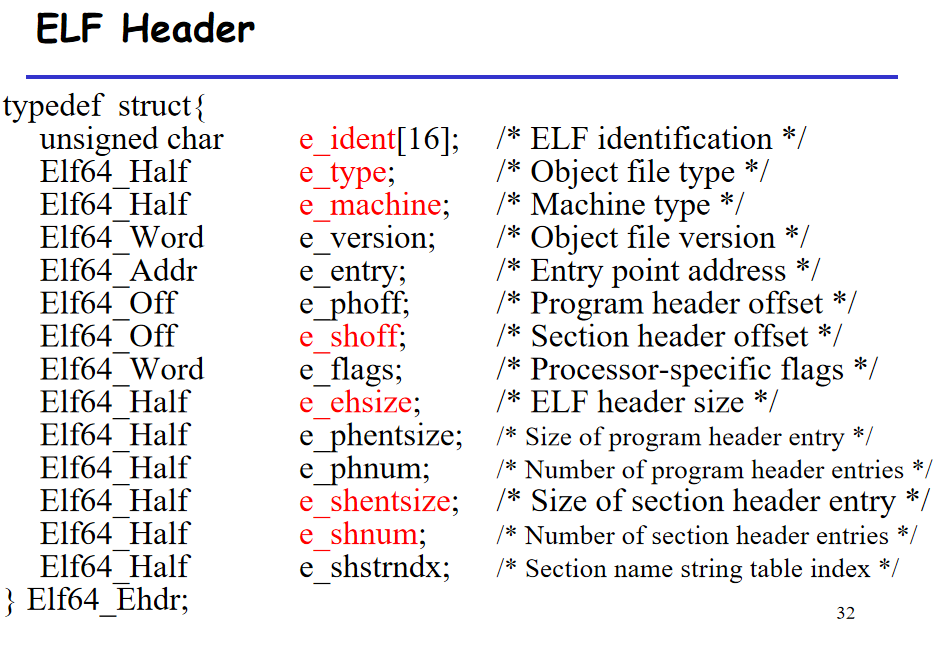 ELF Header
typedef struct{
unsigned char e_ident[16]; /* ELF identification */
Elf64_Half e_type; /* Object file type */
Elf64_Half e_machine; /* Machine type */
Elf64_Word e_version; /* Object file version */
Elf64_Addr e_entry; /* Entry point address */
Elf64_Off e_phoff; /* Program header offset */
Elf64_Off e_shoff; /* Section header offset */
Elf64_Word e_flags; /* Processor-specific flags */
Elf64_Half e_ehsize; /* ELF header size */
Elf64_Half e_phentsize; /* Size of program header entry */
Elf64_Half e_phnum; /* Number of program header entries */
Elf64_Half e_shentsize; /* Size of section header entry */
Elf64_Half e_shnum; /* Number of section header entries */
Elf64_Half e_shstrndx; /* Section name string table index */
} Elf64_Ehdr;
32